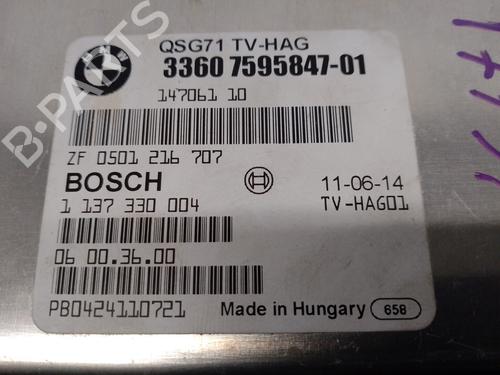 QSG71 TV-HAG
3360 7595847-01
147061 10
ZF 0501 216 707
BOSCH
11-06-14
1 137 330 004
TV-HAG01
06 00.36.00
PB0424110721
Made in Hungary 658
B-PARTS